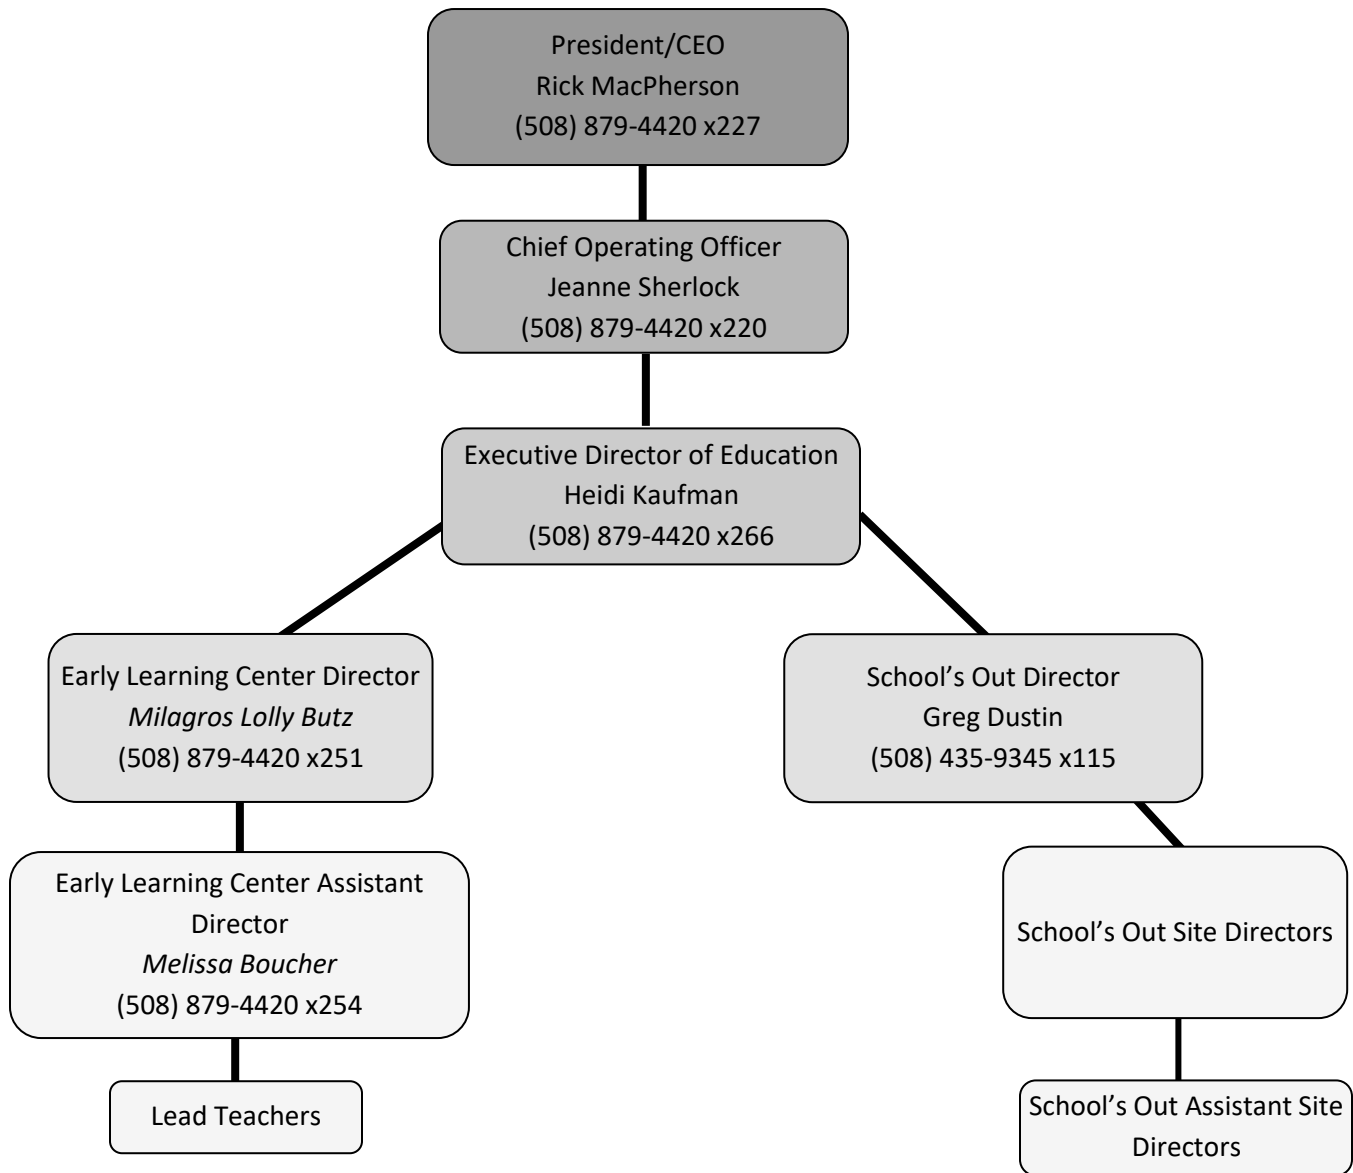 President/CEO
Rick MacPherson
(508) 879-4420 x227
Chief Operating Officer
Jeanne Sherlock
(508) 879-4420 x220
Executive Director of Education
Heidi Kaufman
(508) 879-4420 x266
Early Learning Center Director
Milagros Lolly Butz
(508) 879-4420 x251
School’s Out Director
Greg Dustin
(508) 435-9345 x115
Early Learning Center Assistant
Director
Melissa Boucher
(508) 879-4420 x254
School’s Out Site Directors
Lead Teachers
School’s Out Assistant Site
Directors